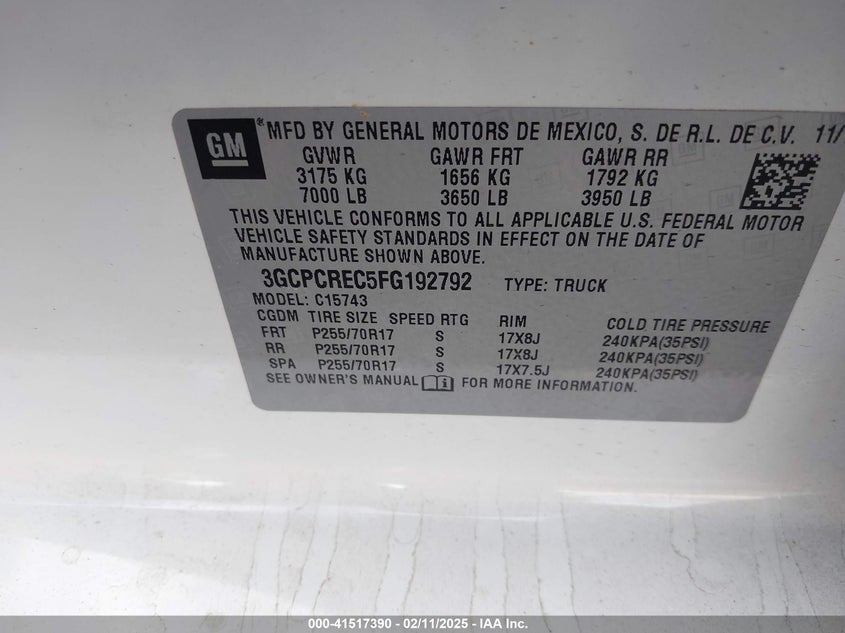 GM
® MFD BY GENERAL MOTORS DE MEXICO, S. DE R.L. DE C.V. 11/
GVWR GAWR FRT GAWR RR
3175 KG 1656 KG 1792 KG
7000 LB 3650 LB 3950 LB
THIS VEHICLE CONFORMS TO ALL APPLICABLE U.S. FEDERAL MOTOR
VEHICLE SAFETY STANDARDS IN EFFECT ON THE DATE OF
MANUFACTURE SHOWN ABOVE.
3GCPCREC5FG192792 TYPE: TRUCK
MODEL: C15743
CGDM TIRE SIZE SPEED RTG RIM COLD TIRE PRESSURE
FRT P255/70R17 S 17X8J 240KPA(35PSI)
RR P255/70R17 S 17X8J 240KPA(35PSI)
SPA P255/70R17 S 17X7.5J 240KPA(35PSI)
SEE OWNER'S MANUAL FOR MORE INFORMATION.
000-41517390 - 02/11/2025 - IAA Inc.